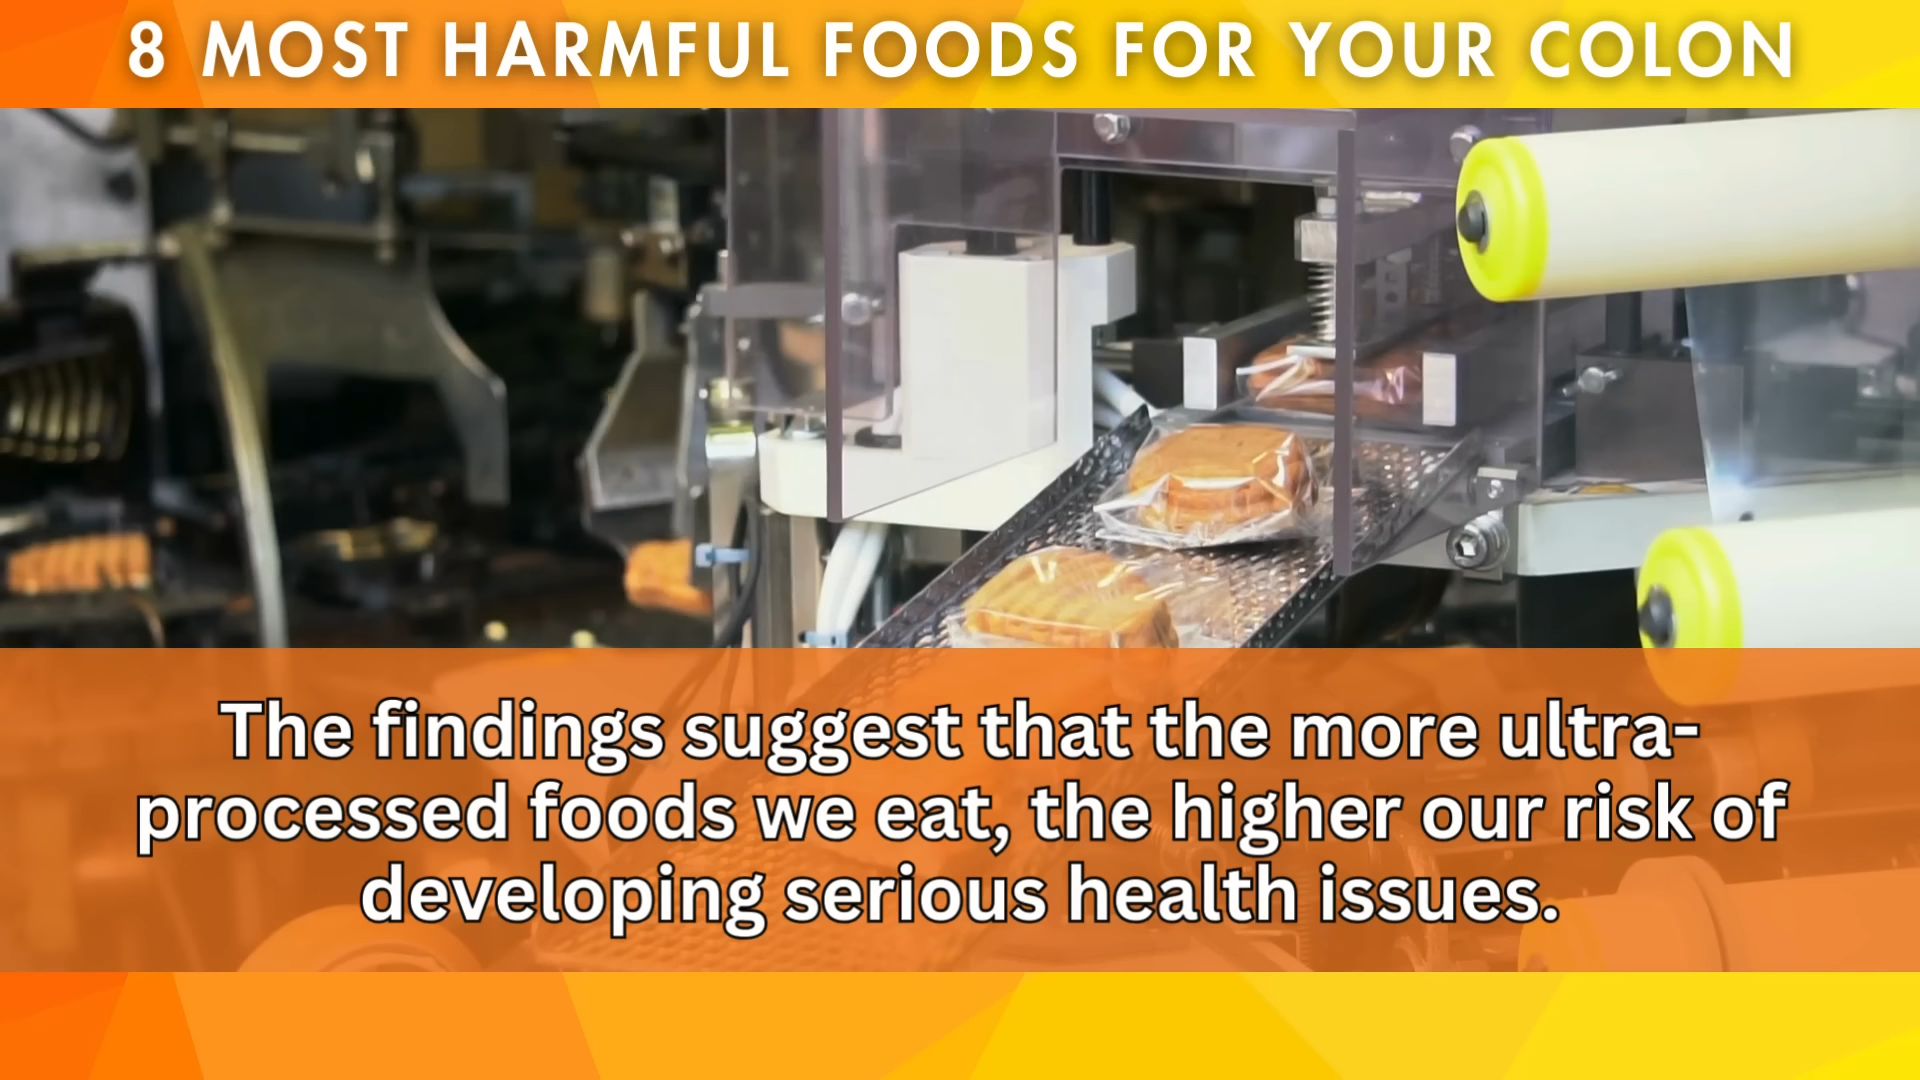 8 MOST HARMFUL FOODS FOR YOUR COLON
The findings suggest that the more ultra-
processed foods we eat, the higher our risk of
developing serious health issues.